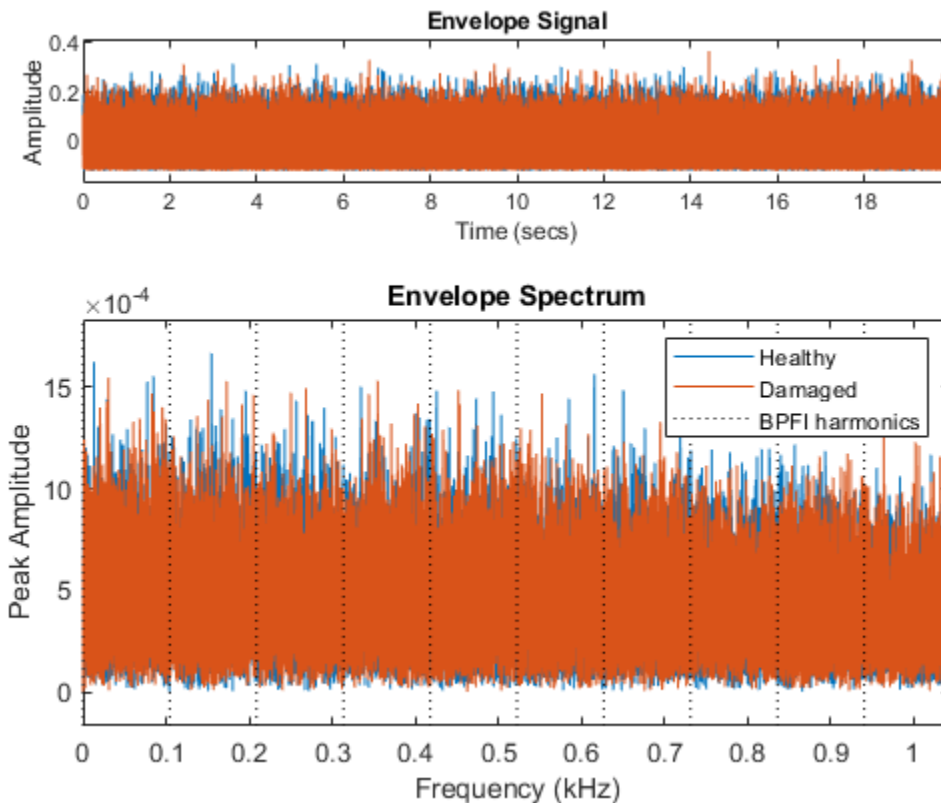 Envelope Signal
0.4
0.2
0
Amplitude
0 2 4 6 8 10 12 14 16 18
Time (secs)
×10-4
Envelope Spectrum
15
10
5
0
Peak Amplitude
Healthy
Damaged
BPFI harmonics
0 0.1 0.2 0.3 0.4 0.5 0.6 0.7 0.8 0.9 1
Frequency (kHz)